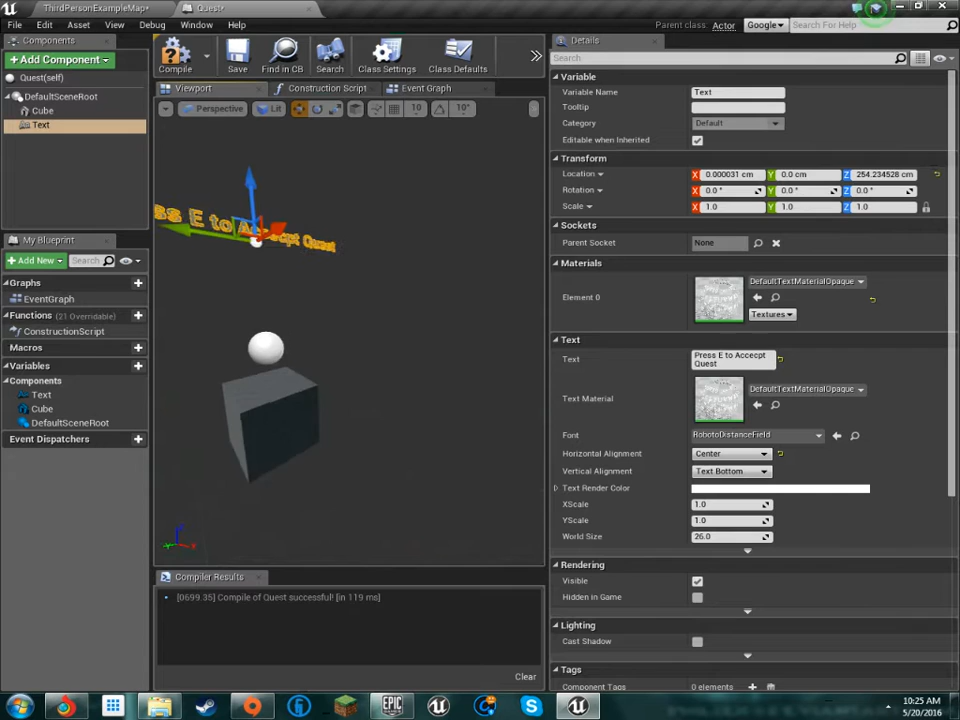 ThirdPersonExampleMap*
Quest*
File Edit Asset View Debug Window Help
Parent class: Actor
Google
Search For Help
Components
+ Add Component
Quest(self)
DefaultSceneRoot
Cube
Text
My Blueprint
Add New
Search
Graphs
EventGraph
Functions (21 Overridable)
ConstructionScript
Macros
Variables
Components
Text
Cube
DefaultSceneRoot
Event Dispatchers
Compile
Save
Find in CB
Search
Class Settings
Class Defaults
Viewport
Construction Script
Event Graph
Perspective
Lit
10
10°
ss E to Accecpt Quest
Compiler Results
[0699.35] Compile of Quest successful! [in 119 ms]
Clear
Details
Search
Variable
Variable Name Text
Tooltip
Category Default
Editable when Inherited
Transform
Location X 0.000031 cm Y 0.0 cm Z 254.234528 cm
Rotation X 0.0 ° Y 0.0 ° Z 0.0 °
Scale X 1.0 Y 1.0 Z 1.0
Sockets
Parent Socket None
Materials
Element 0
DefaultTextMaterialOpaque
Textures
Text
Text
Press E to Accecpt
Quest
Text Material
DefaultTextMaterialOpaque
Font RobotoDistanceField
Horizontal Alignment Center
Vertical Alignment Text Bottom
Text Render Color
XScale 1.0
YScale 1.0
World Size 26.0
Rendering
Visible
Hidden in Game
Lighting
Cast Shadow
Tags
Component Tags 0 elements
EPIC
GAMES
10:25 AM
5/20/2016